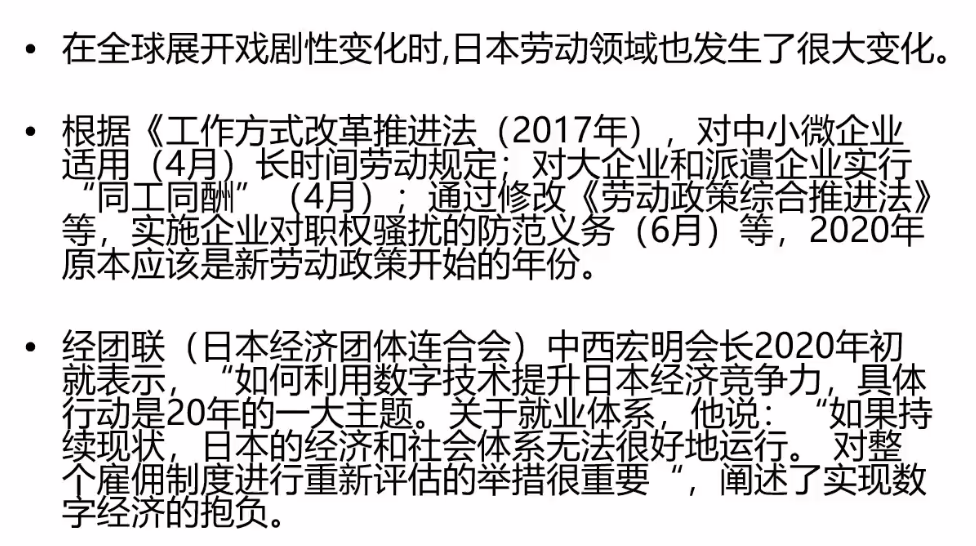 • 在全球展开戏剧性变化时,日本劳动领域也发生了很大变化。
• 根据《工作方式改革推进法（2017年），对中小微企业
适用（4月）长时间劳动规定；对大企业和派遣企业实行
“同工同酬”（4月）；通过修改《劳动政策综合推进法》
等，实施企业对职权骚扰的防范义务（6月）等，2020年
原本应该是新劳动政策开始的年份。
• 经团联（日本经济团体连合会）中西宏明会长2020年初
就表示，“如何利用数字技术提升日本经济竞争力，具体
行动是20年的一大主题。关于就业体系，他说：“如果持
续现状，日本的经济和社会体系无法很好地运行。 对整
个雇佣制度进行重新评估的举措很重要“，阐述了实现数
字经济的抱负。